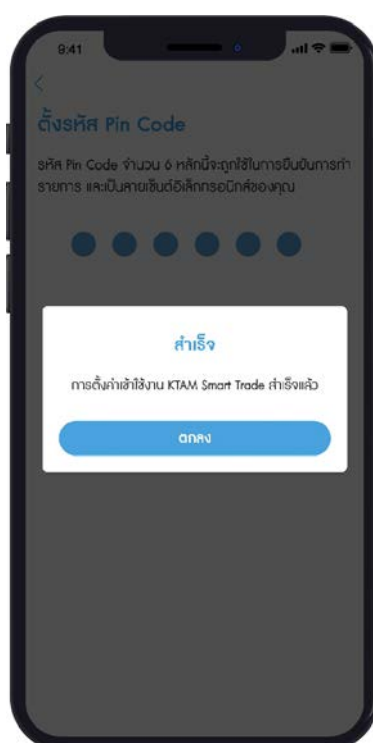 9:41
ตั้งรหัส Pin Code
รหัส Pin Code จำนวน 6 หลักนี้จะถูกใช้ในการยืนยันการทำ
รายการ และเป็นลายเซ็นต์อิเล็กทรอนิกส์ของคุณ
สำเร็จ
การตั้งค่าเข้าใช้งาน KTAM Smart Trade สำเร็จแล้ว
ตกลง